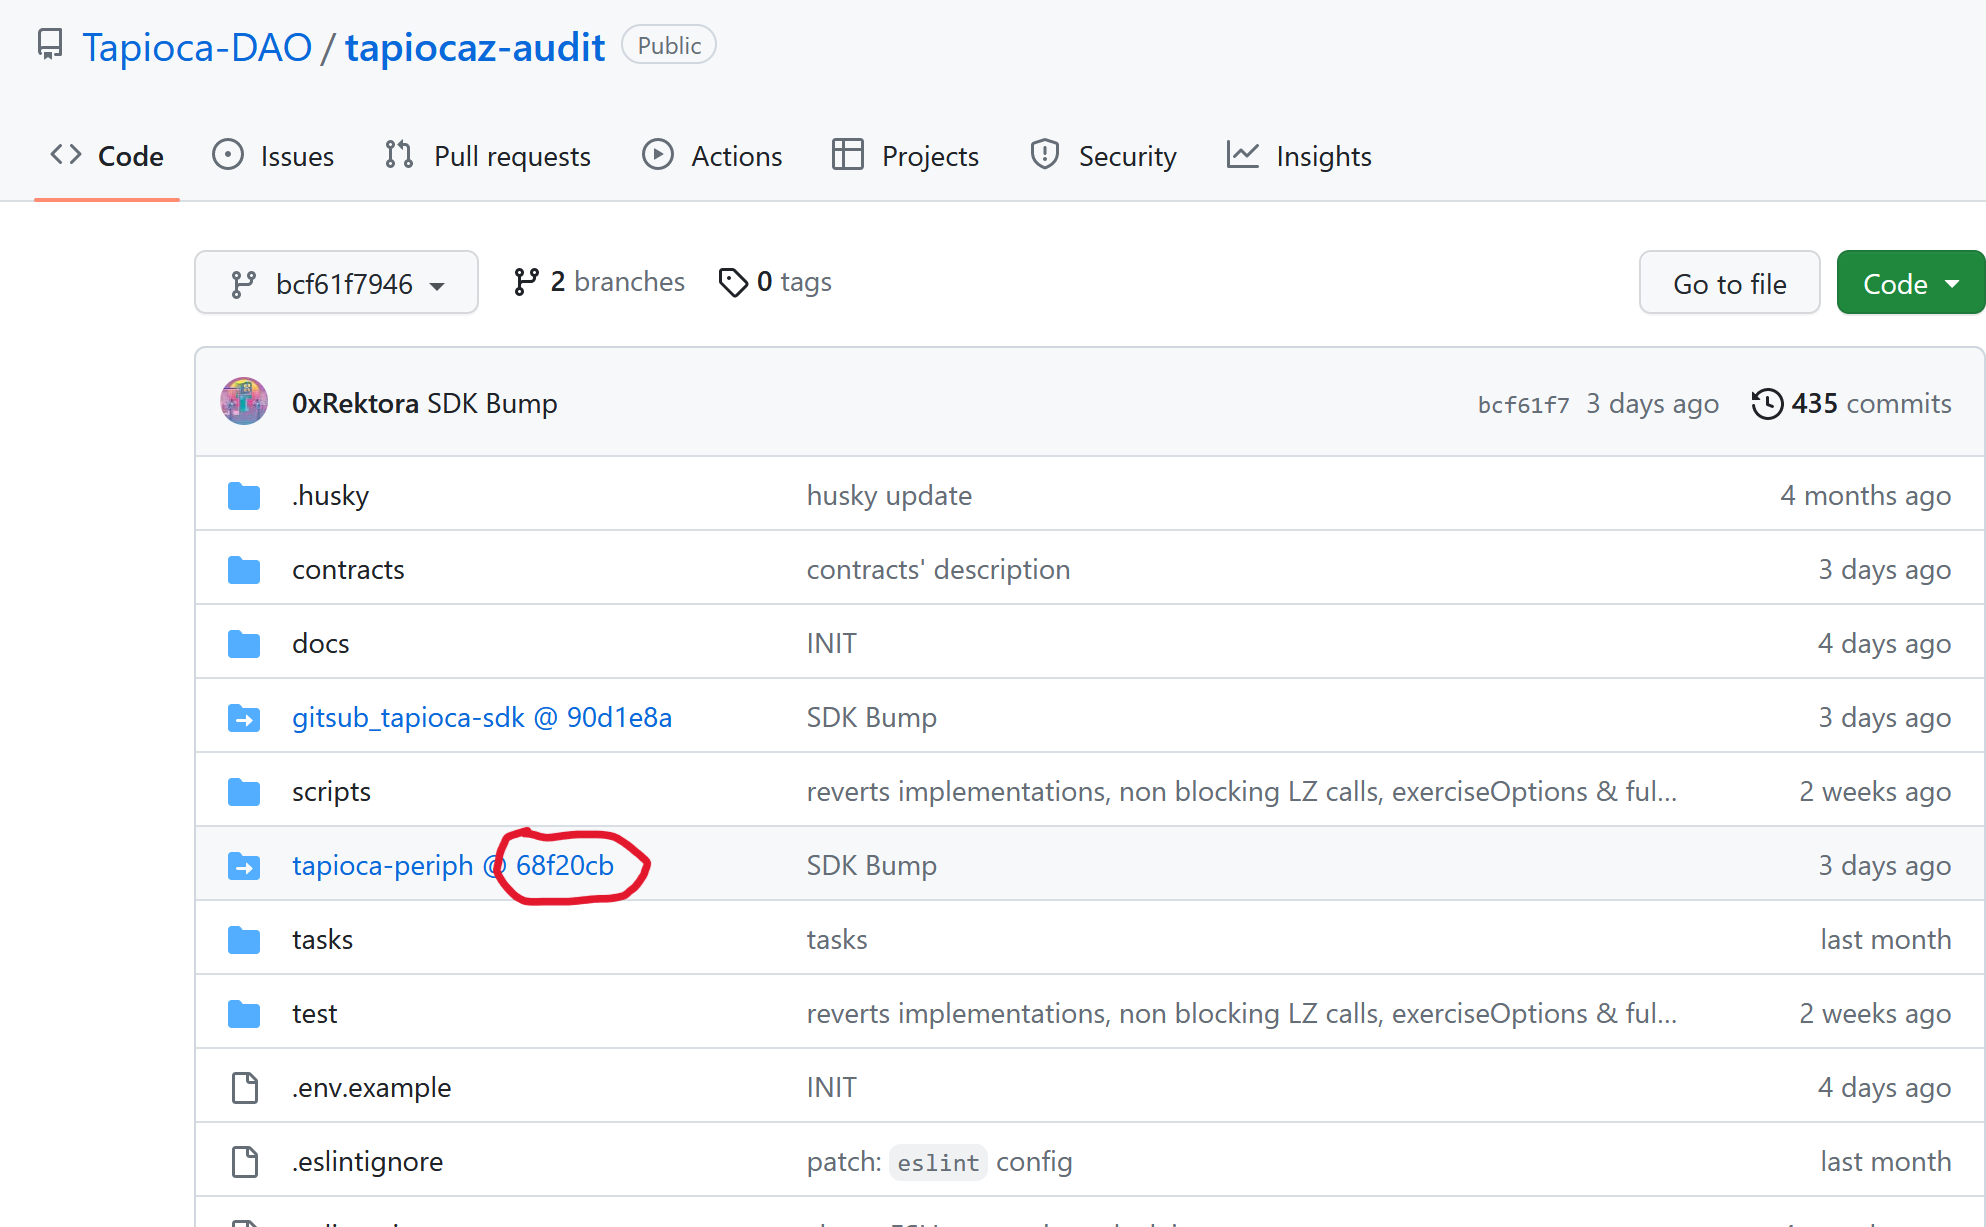 Tapioca-DAO / tapiocaz-audit Public
Code Issues Pull requests Actions Projects Security Insights
bcf61f7946 2 branches 0 tags Go to file Code
0xRektora SDK Bump bcf61f7 3 days ago 435 commits
.husky husky update 4 months ago
contracts contracts' description 3 days ago
docs INIT 4 days ago
gitsub_tapioca-sdk @ 90d1e8a SDK Bump 3 days ago
scripts reverts implementations, non blocking LZ calls, exerciseOptions & ful... 2 weeks ago
tapioca-periph @ 68f20cb SDK Bump 3 days ago
tasks tasks last month
test reverts implementations, non blocking LZ calls, exerciseOptions & ful... 2 weeks ago
.env.example INIT 4 days ago
.eslintignore patch: eslint config last month